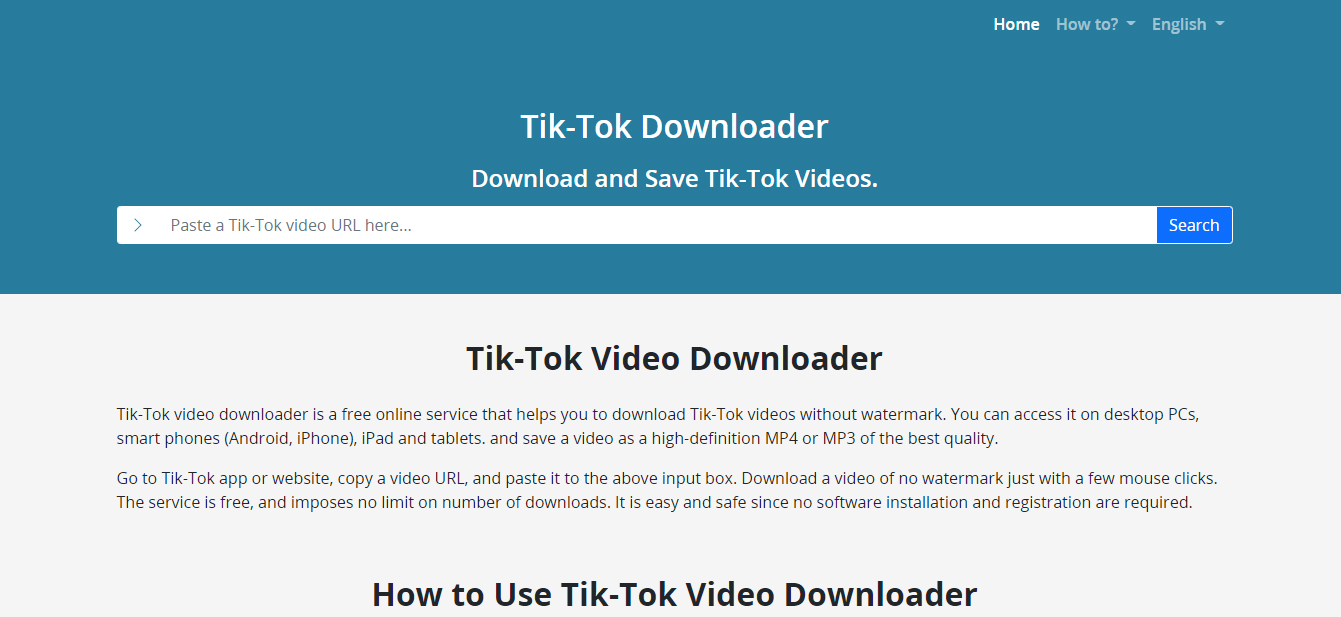 Home How to? English
Tik-Tok Downloader
Download and Save Tik-Tok Videos.
Paste a Tik-Tok video URL here...
Search
Tik-Tok Video Downloader
Tik-Tok video downloader is a free online service that helps you to download Tik-Tok videos without watermark. You can access it on desktop PCs,
smart phones (Android, iPhone), iPad and tablets. and save a video as a high-definition MP4 or MP3 of the best quality.
Go to Tik-Tok app or website, copy a video URL, and paste it to the above input box. Download a video of no watermark just with a few mouse clicks.
The service is free, and imposes no limit on number of downloads. It is easy and safe since no software installation and registration are required.
How to Use Tik-Tok Video Downloader